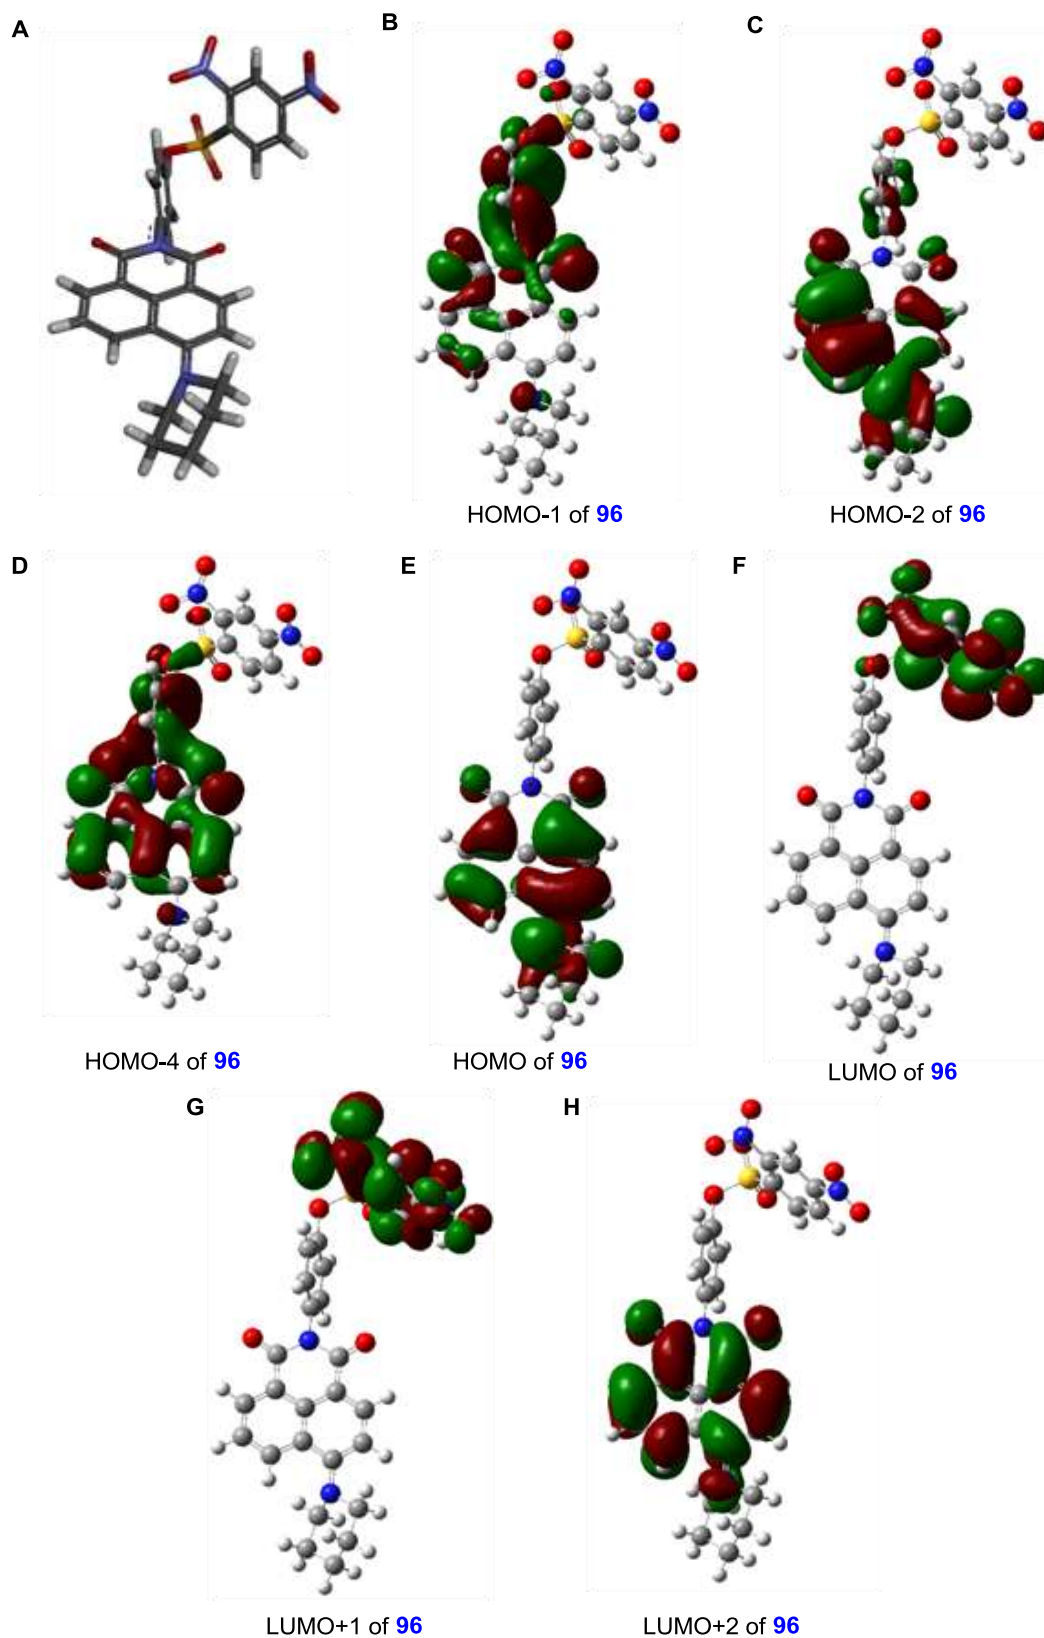 A
B
C
HOMO-1 of 96
HOMO-2 of 96
D
E
F
HOMO-4 of 96
HOMO of 96
LUMO of 96
G
H
LUMO+1 of 96
LUMO+2 of 96